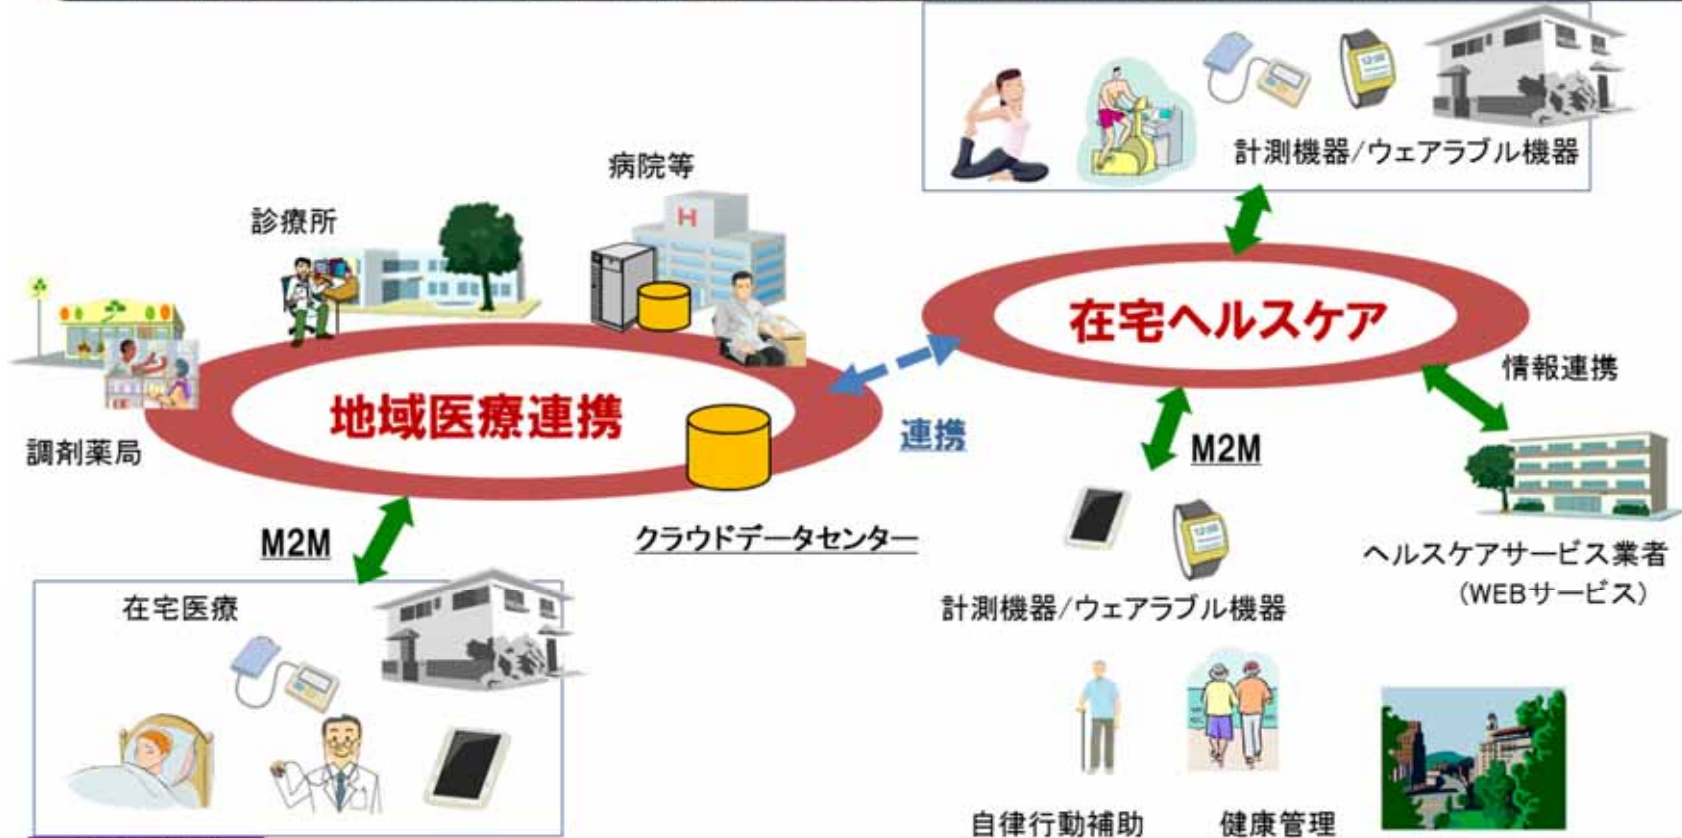 計測機器/ウェアラブル機器
病院等
診療所
H
調剤薬局
地域医療連携
在宅ヘルスケア
連携
情報連携
M2M
M2M
クラウドデータセンター
ヘルスケアサービス業者
(WEBサービス)
計測機器/ウェアラブル機器
在宅医療
自律行動補助
健康管理
12:00
12:00